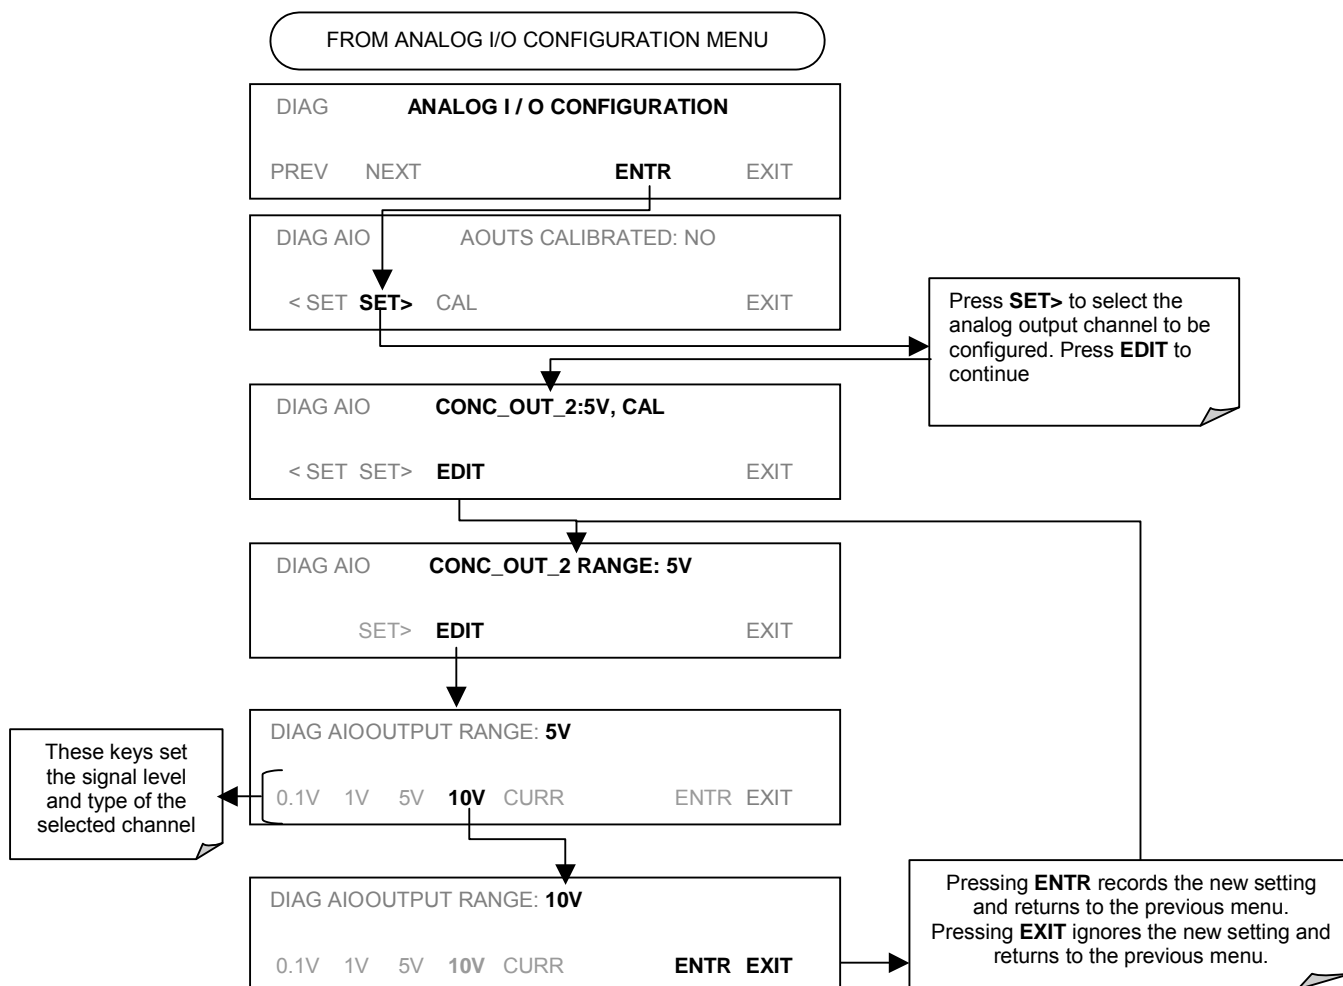 FROM ANALOG I/O CONFIGURATION MENU
DIAG ANALOG I / O CONFIGURATION
PREV NEXT ENTR EXIT
DIAG AIO AOUTS CALIBRATED: NO
< SET SET> CAL EXIT
Press SET> to select the
analog output channel to be
configured. Press EDIT to
continue
DIAG AIO CONC_OUT_2:5V, CAL
< SET SET> EDIT EXIT
DIAG AIO CONC_OUT_2 RANGE: 5V
SET> EDIT EXIT
DIAG AIOOUTPUT RANGE: 5V
0.1V 1V 5V 10V CURR ENTR EXIT
These keys set
the signal level
and type of the
selected channel
DIAG AIOOUTPUT RANGE: 10V
0.1V 1V 5V 10V CURR ENTR EXIT
Pressing ENTR records the new setting
and returns to the previous menu.
Pressing EXIT ignores the new setting and
returns to the previous menu.